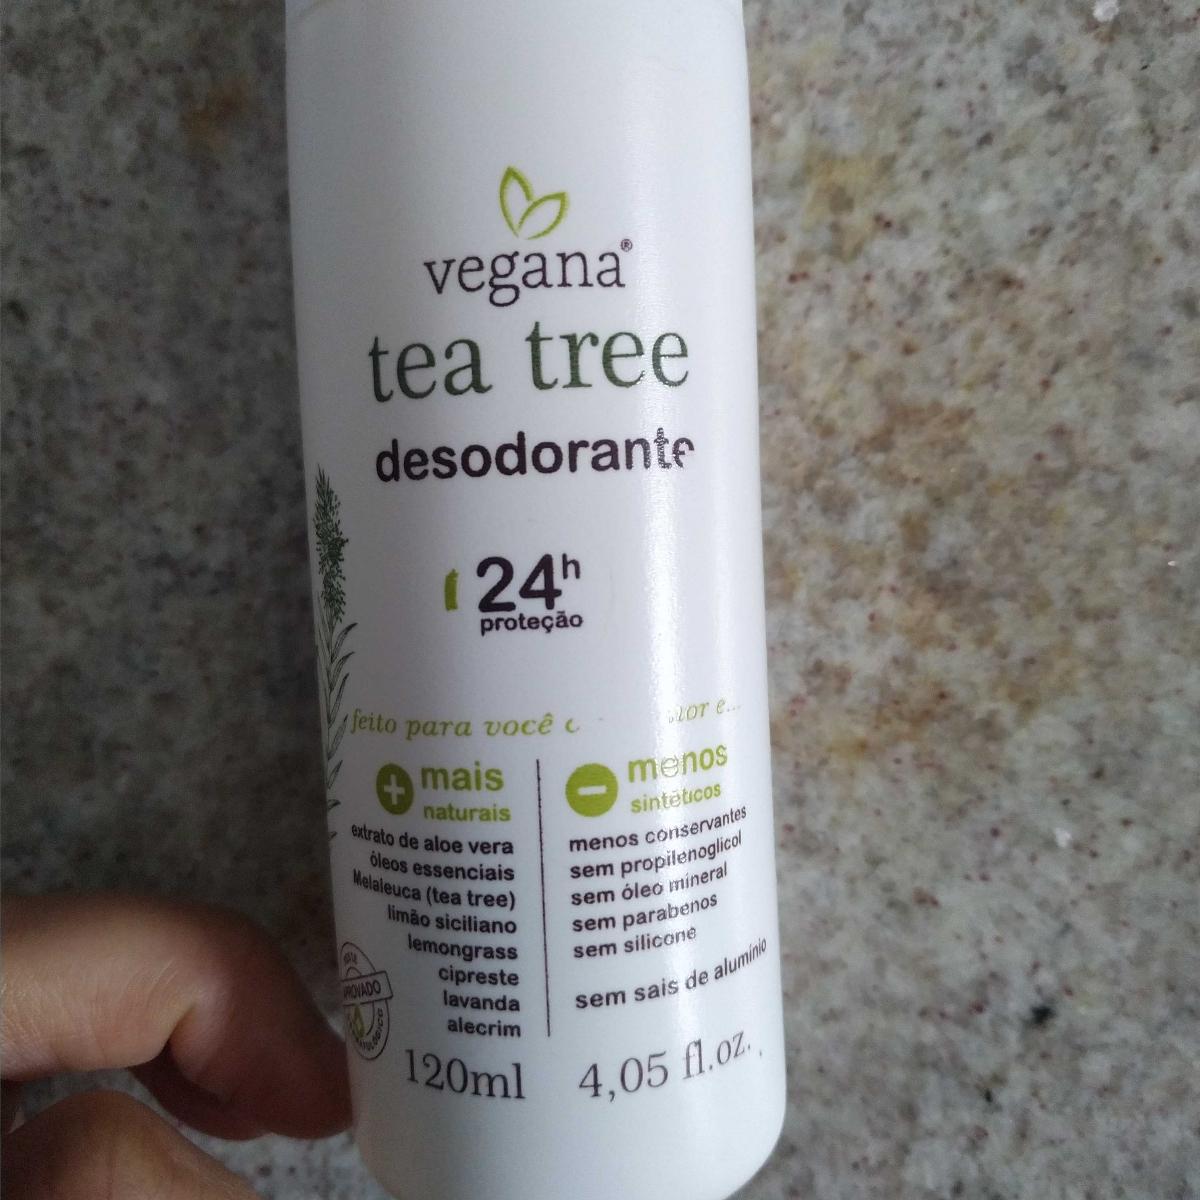 vegana®
tea tree
desodorante
24h
proteção
feito para você
e...
+ mais
naturais
extrato de aloe vera
óleos essenciais
Melaleuca (tea tree)
limão siciliano
lemongrass
cipreste
lavanda
alecrim
- menos
sintéticos
menos conservantes
sem propilenoglicol
sem óleo mineral
sem parabenos
sem silicone
sem sais de alumínio
120ml 4,05 fl.oz.